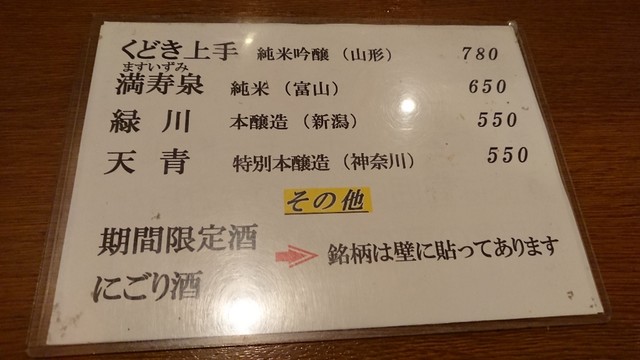 くどき上手 純米吟醸（山形） 780
ますいずみ
満寿泉 純米（富山） 650
緑川 本醸造（新潟） 550
天青 特別本醸造（神奈川） 550
その他
期間限定酒
にごり酒 → 銘柄は壁に貼ってあります